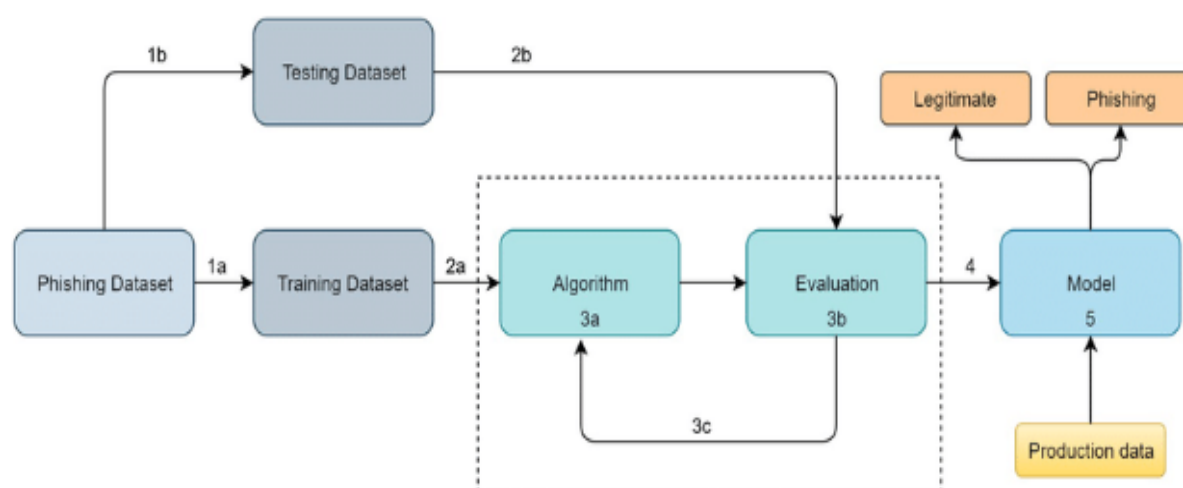 1b
Testing Dataset
2b
Legitimate
Phishing
Phishing Dataset
1a
Training Dataset
2a
Algorithm
3a
Evaluation
3b
4
Model
5
3c
Production data